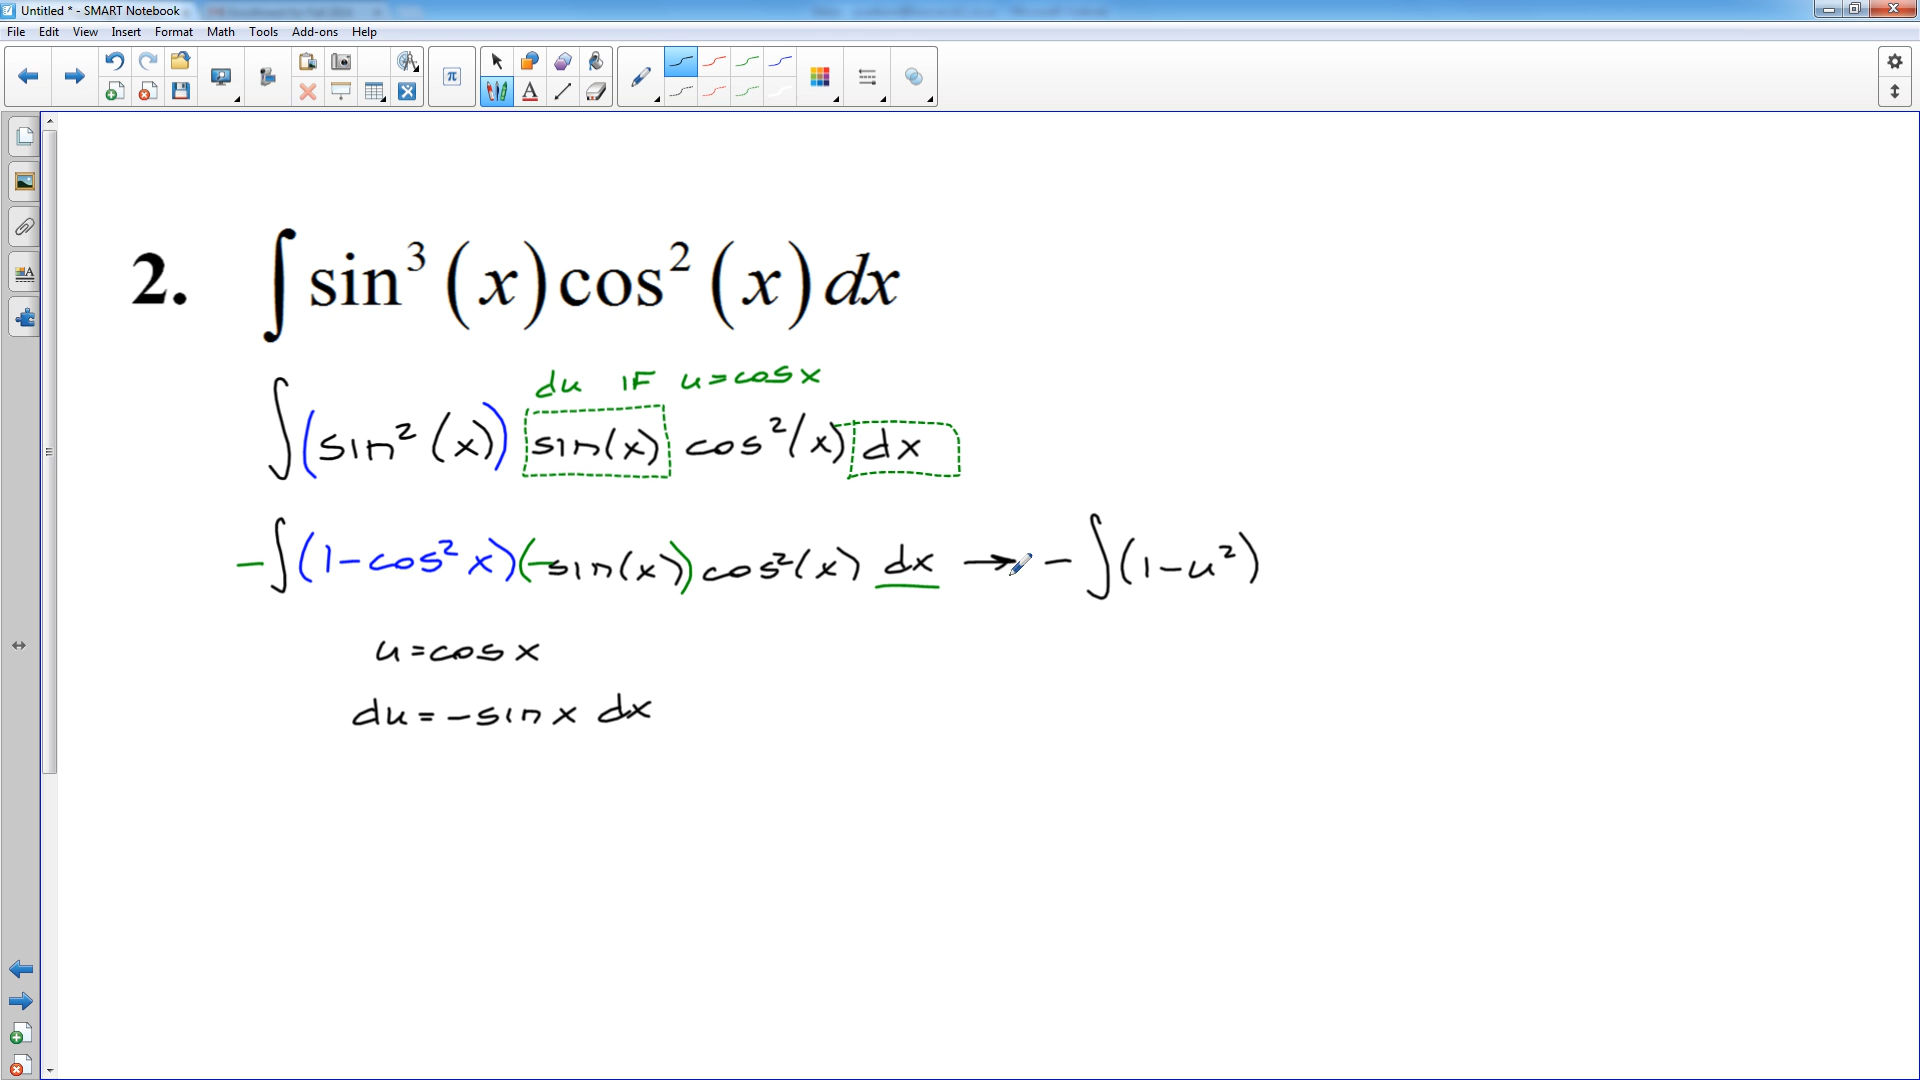 Untitled * - SMART Notebook
File Edit View Insert Format Math Tools Add-ons Help
π
A
2. ∫ sin³ (x) cos² (x) dx
du IF u=cosx
∫(sin² (x)) sin(x) cos²(x) dx
-∫(1-cos² x)(-sin(x)) cos²(x) dx → -∫(1-u²)
u=cosx
du=-sinx dx